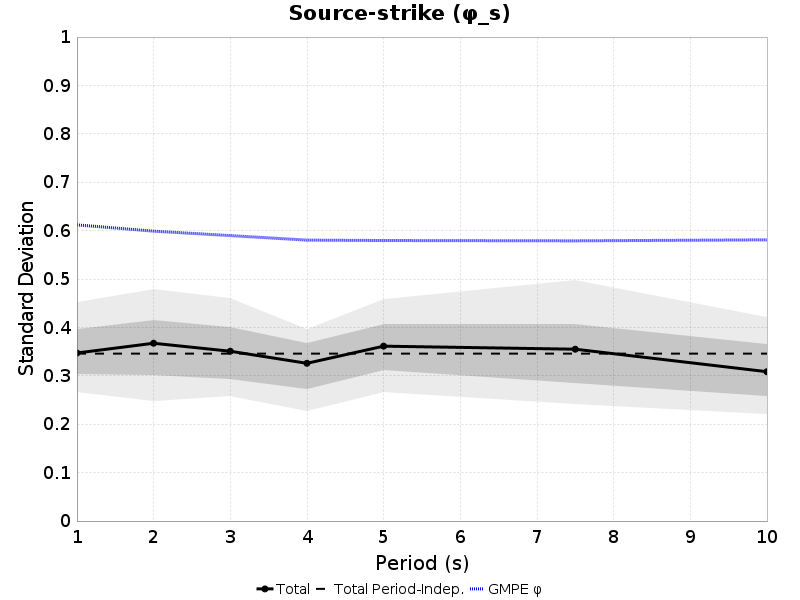 Source-strike (φ_s)
Standard Deviation
1
0.9
0.8
0.7
0.6
0.5
0.4
0.3
0.2
0.1
0
1 2 3 4 5 6 7 8 9 10
Period (s)
Total Total Period-Indep. GMPE φ